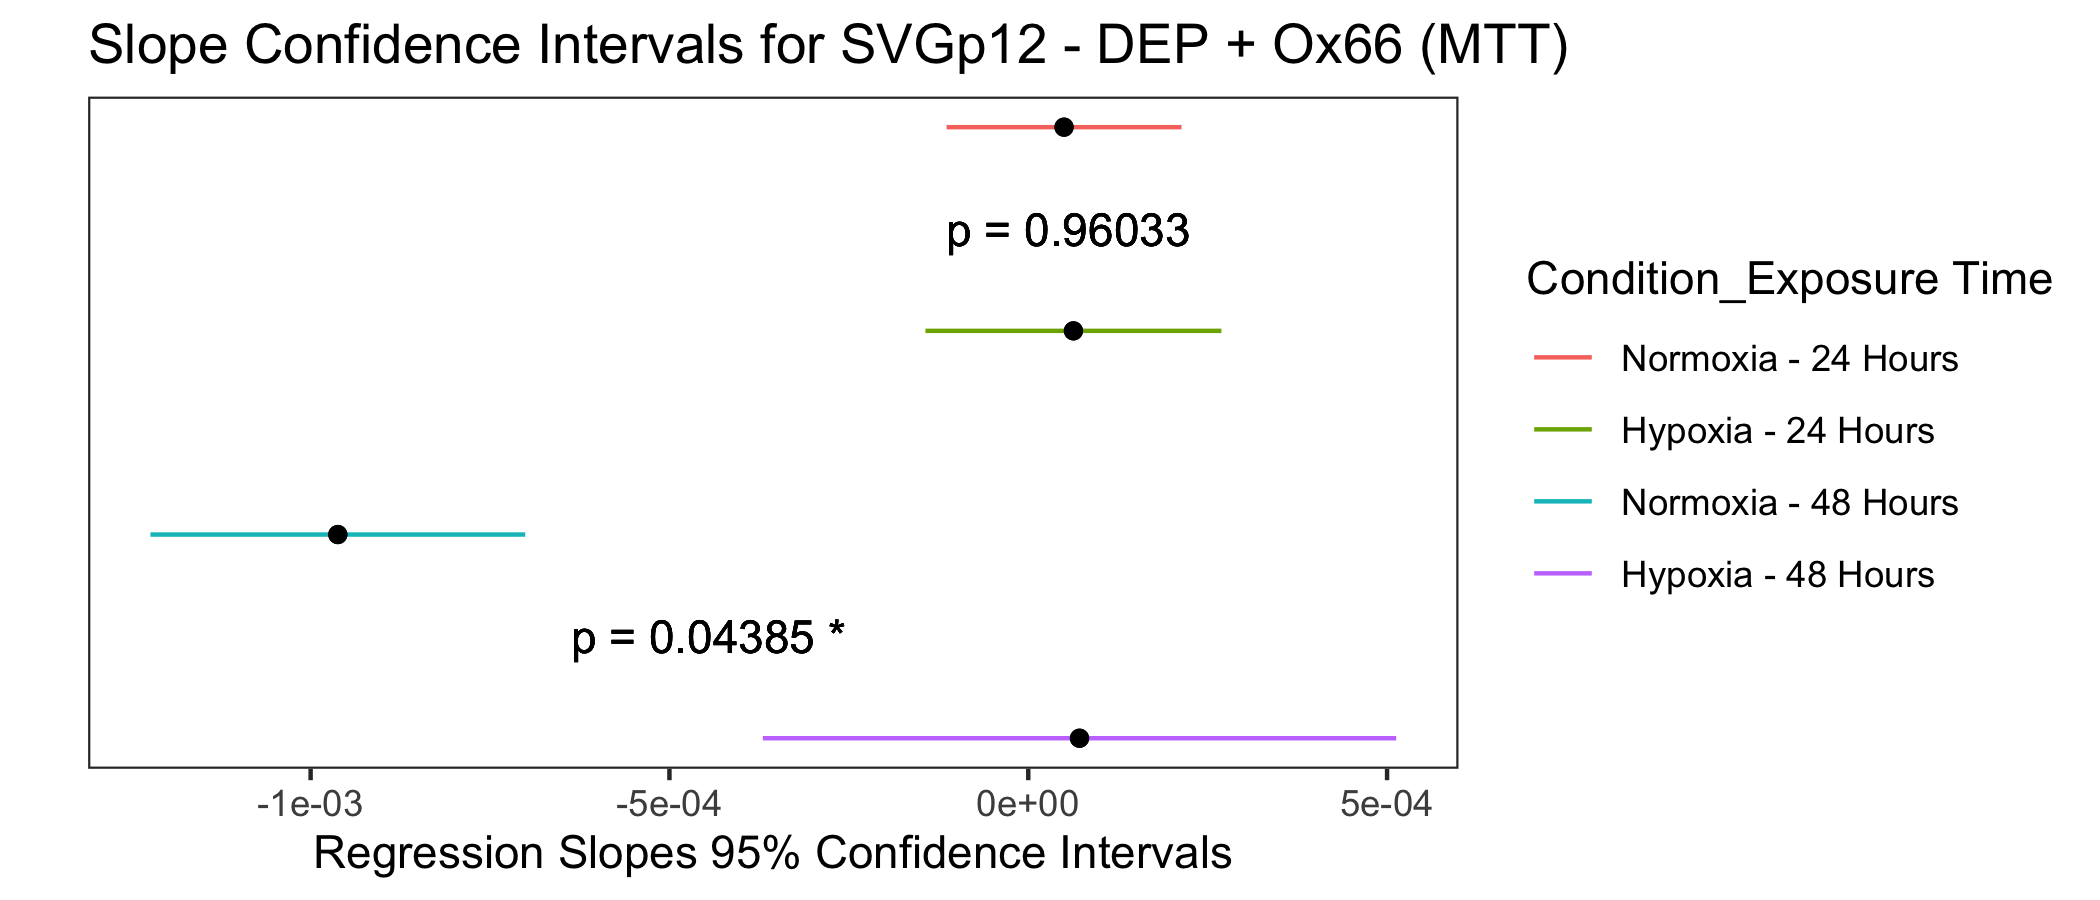 Slope Confidence Intervals for SVGp12 - DEP + Ox66 (MTT)
p = 0.96033
p = 0.04385 *
-1e-03 -5e-04 0e+00 5e-04
Regression Slopes 95% Confidence Intervals
Condition_Exposure Time
Normoxia - 24 Hours
Hypoxia - 24 Hours
Normoxia - 48 Hours
Hypoxia - 48 Hours